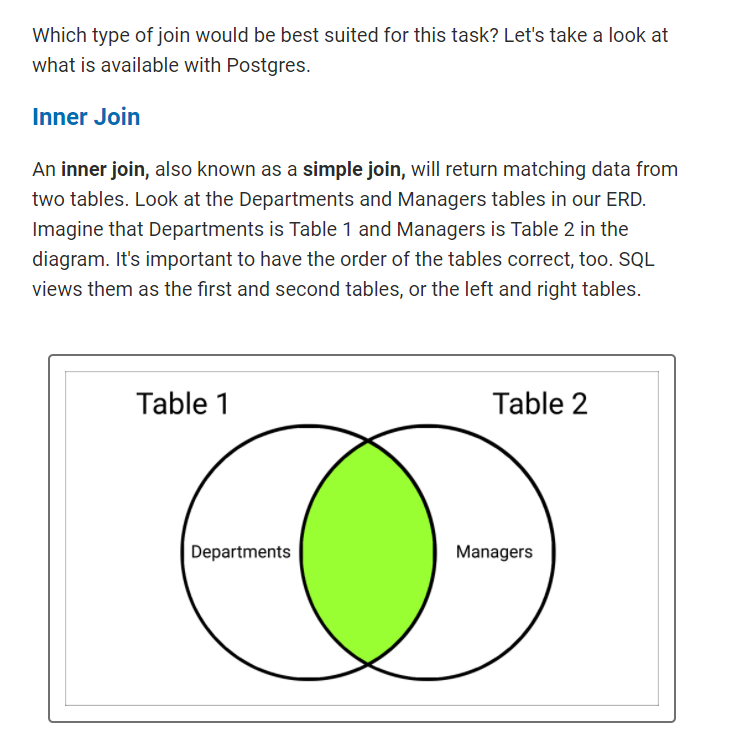 Which type of join would be best suited for this task? Let's take a look at
what is available with Postgres.
Inner Join
An inner join, also known as a simple join, will return matching data from
two tables. Look at the Departments and Managers tables in our ERD.
Imagine that Departments is Table 1 and Managers is Table 2 in the
diagram. It's important to have the order of the tables correct, too. SQL
views them as the first and second tables, or the left and right tables.
Table 1
Table 2
Departments
Managers